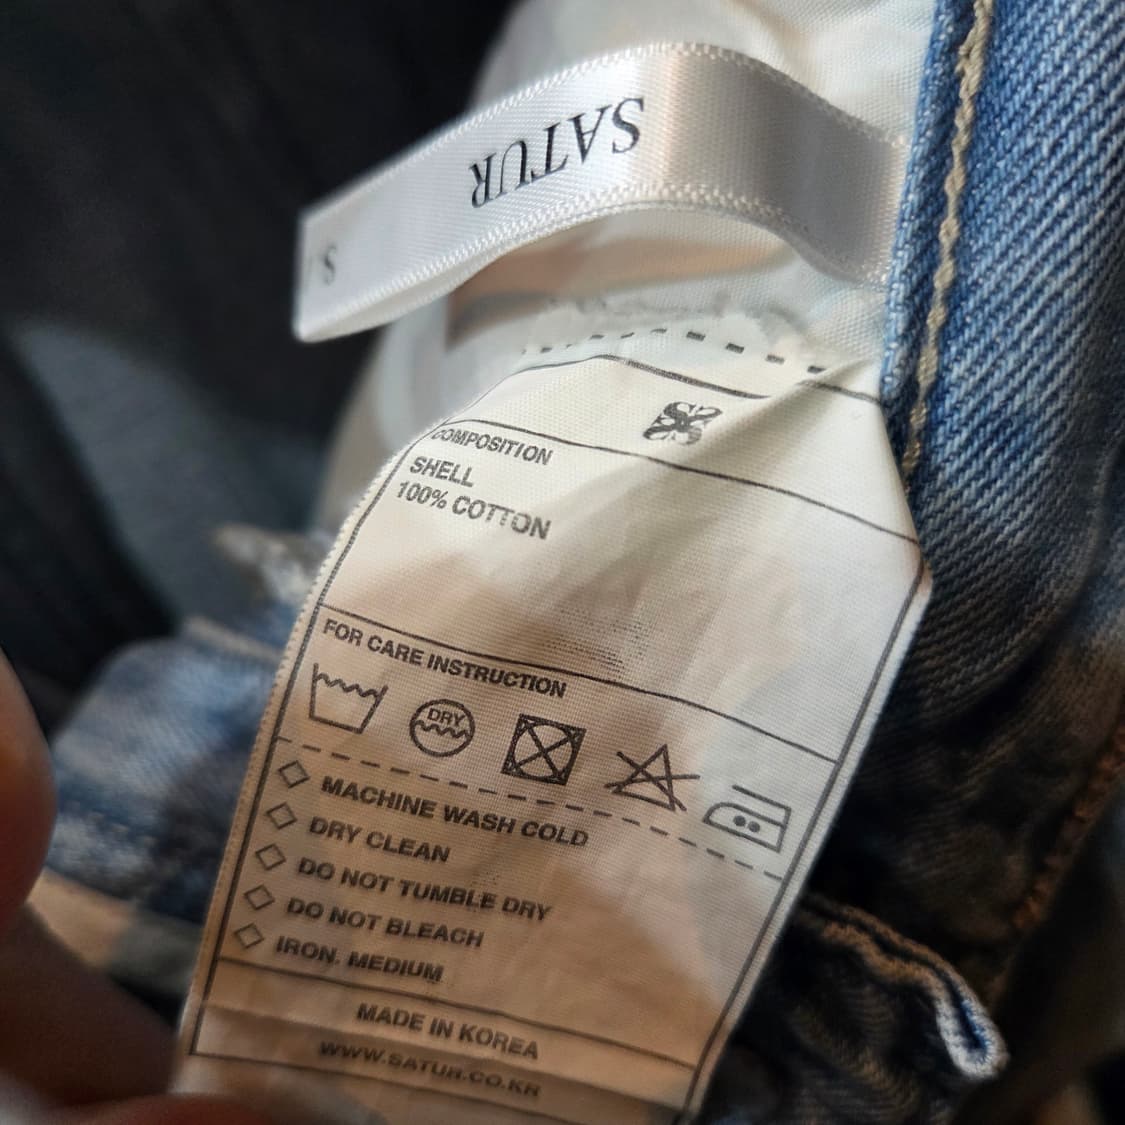 SATUR
S
COMPOSITION
SHELL
100% COTTON
FOR CARE INSTRUCTION
DRY
MACHINE WASH COLD
DRY CLEAN
DO NOT TUMBLE DRY
DO NOT BLEACH
IRON. MEDIUM
MADE IN KOREA
WWW.SATUR.CO.KR